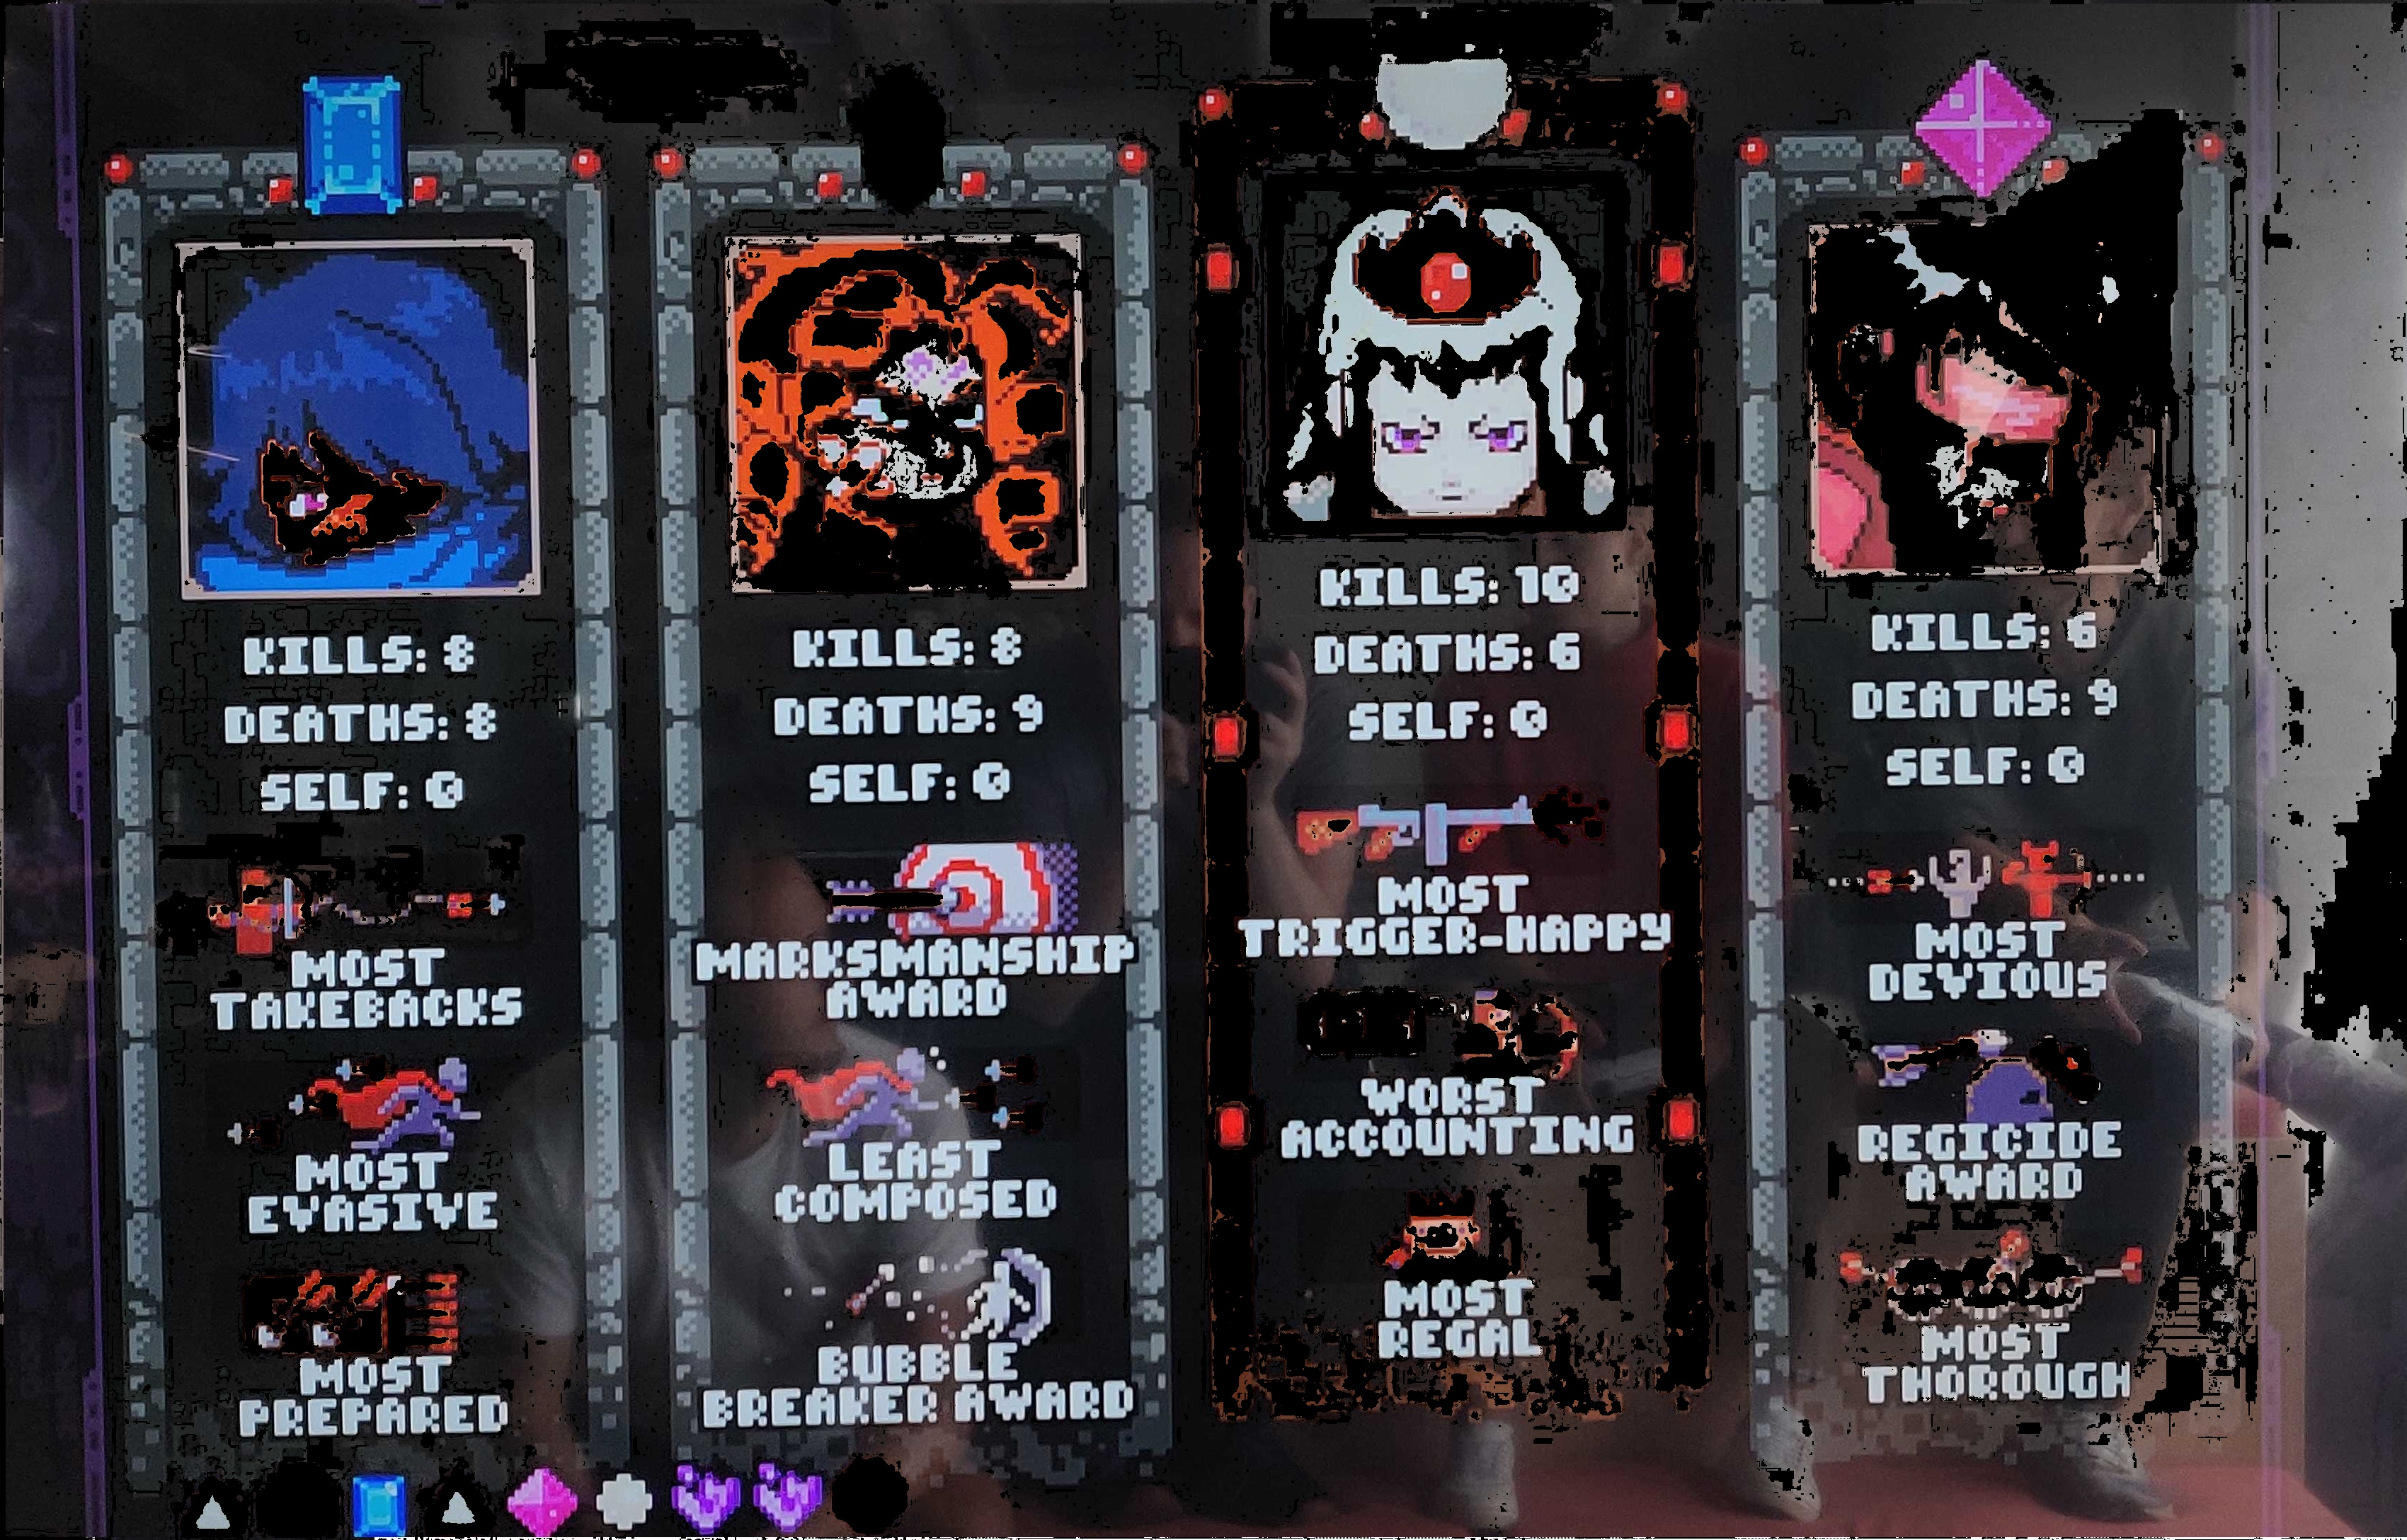 KILLS: 8
DEATHS: 8
SELF: 0
MOST
TAKEBACKS
MOST
EVASIVE
MOST
PREPARED
KILLS: 8
DEATHS: 9
SELF: 0
MARKSMANSHIP
AWARD
LEAST
COMPOSED
BUBBLE
BREAKER AWARD
KILLS: 10
DEATHS: 6
SELF: 0
MOST
TRIGGER-HAPPY
WORST
ACCOUNTING
MOST
REGAL
KILLS: 6
DEATHS: 9
SELF: 0
MOST
DEVIOUS
REGICIDE
AWARD
MOST
THOROUGH